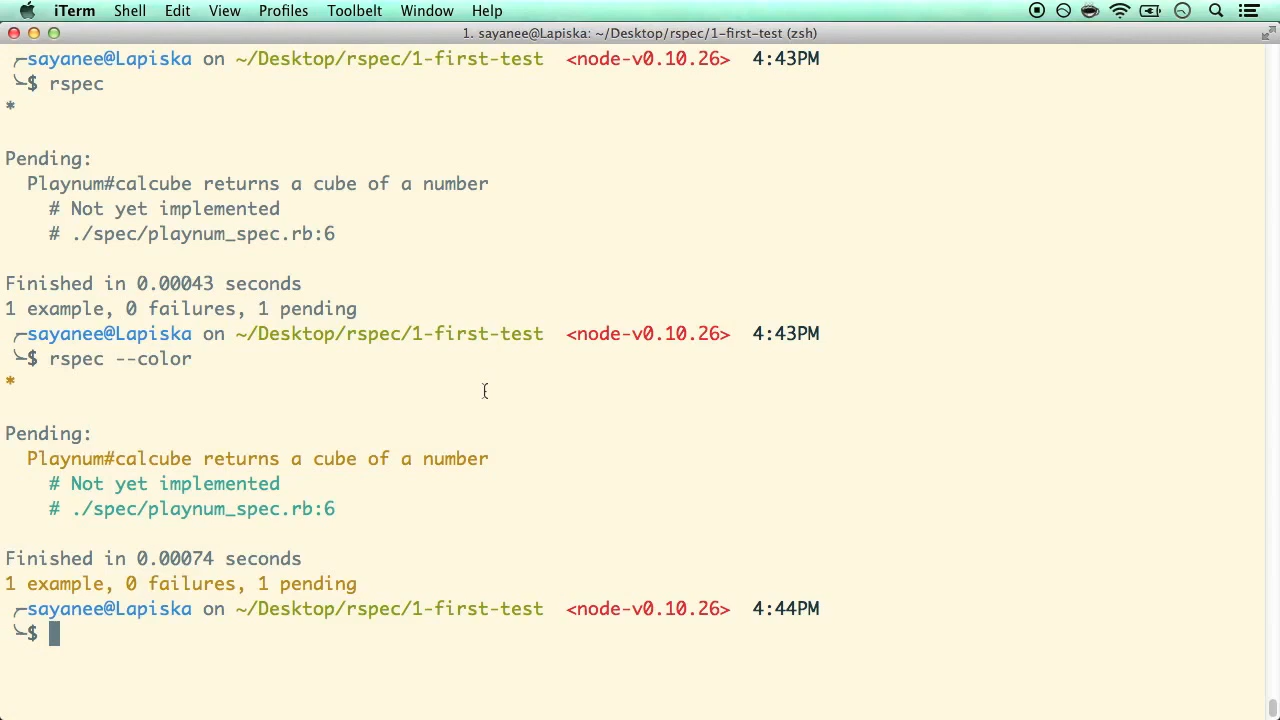 iTerm Shell Edit View Profiles Toolbelt Window Help
1. sayanee@Lapiska: ~/Desktop/rspec/1-first-test (zsh)
╭─sayanee@Lapiska on ~/Desktop/rspec/1-first-test <node-v0.10.26> 4:43PM
╰─$ rspec
*
Pending:
Playnum#calcube returns a cube of a number
# Not yet implemented
# ./spec/playnum_spec.rb:6
Finished in 0.00043 seconds
1 example, 0 failures, 1 pending
╭─sayanee@Lapiska on ~/Desktop/rspec/1-first-test <node-v0.10.26> 4:43PM
╰─$ rspec --color
*
Pending:
Playnum#calcube returns a cube of a number
# Not yet implemented
# ./spec/playnum_spec.rb:6
Finished in 0.00074 seconds
1 example, 0 failures, 1 pending
╭─sayanee@Lapiska on ~/Desktop/rspec/1-first-test <node-v0.10.26> 4:44PM
╰─$